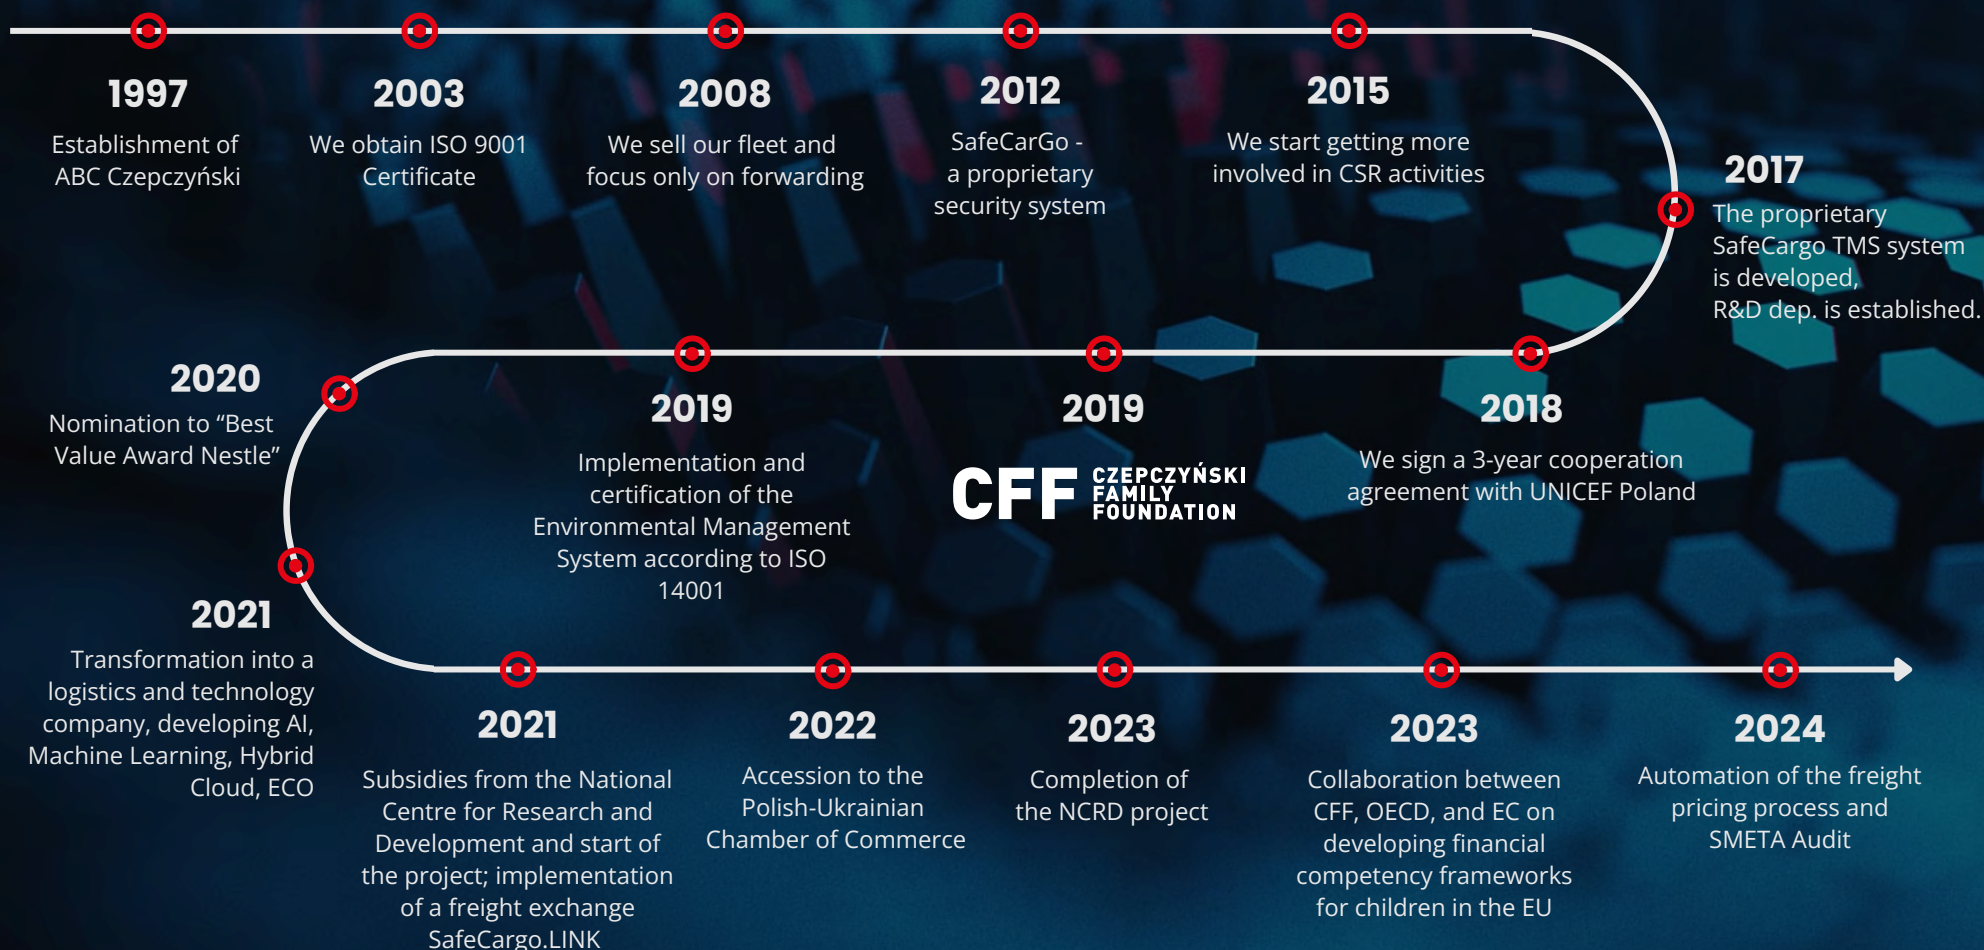 1997
Establishment of
ABC Czepczyński
2003
We obtain ISO 9001
Certificate
2008
We sell our fleet and
focus only on forwarding
2012
SafeCarGo -
a proprietary
security system
2015
We start getting more
involved in CSR activities
2017
The proprietary
SafeCargo TMS system
is developed,
R&D dep. is established.
2018
We sign a 3-year cooperation
agreement with UNICEF Poland
2019
CFF CZEPCZYŃSKI
FAMILY
FOUNDATION
2019
Implementation and
certification of the
Environmental Management
System according to ISO
14001
2020
Nomination to “Best
Value Award Nestle”
2021
Transformation into a
logistics and technology
company, developing AI,
Machine Learning, Hybrid
Cloud, ECO
2021
Subsidies from the National
Centre for Research and
Development and start of
the project; implementation
of a freight exchange
SafeCargo.LINK
2022
Accession to the
Polish-Ukrainian
Chamber of Commerce
2023
Completion of
the NCRD project
2023
Collaboration between
CFF, OECD, and EC on
developing financial
competency frameworks
for children in the EU
2024
Automation of the freight
pricing process and
SMETA Audit